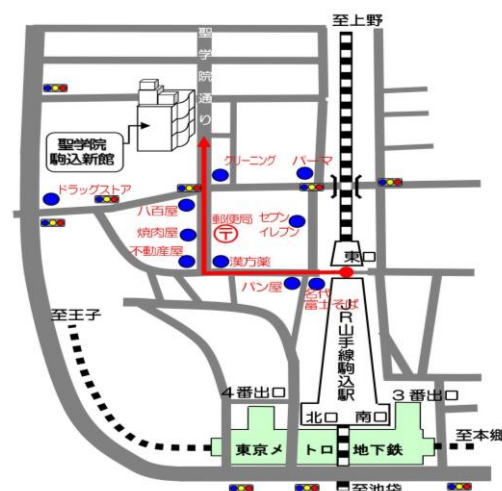 至上野
聖学院通り
聖学院
駒込新館
クリーニング
パーマ
ドラッグストア
八百屋
郵便局
〒
セブン
イレブン
焼肉屋
不動産屋
漢方薬
東口
パン屋
名代
富士そば
至王子
JR山手線駒込駅
4番出口
3番出口
北口
南口
東京メトロ
地下鉄
至本郷
至池袋